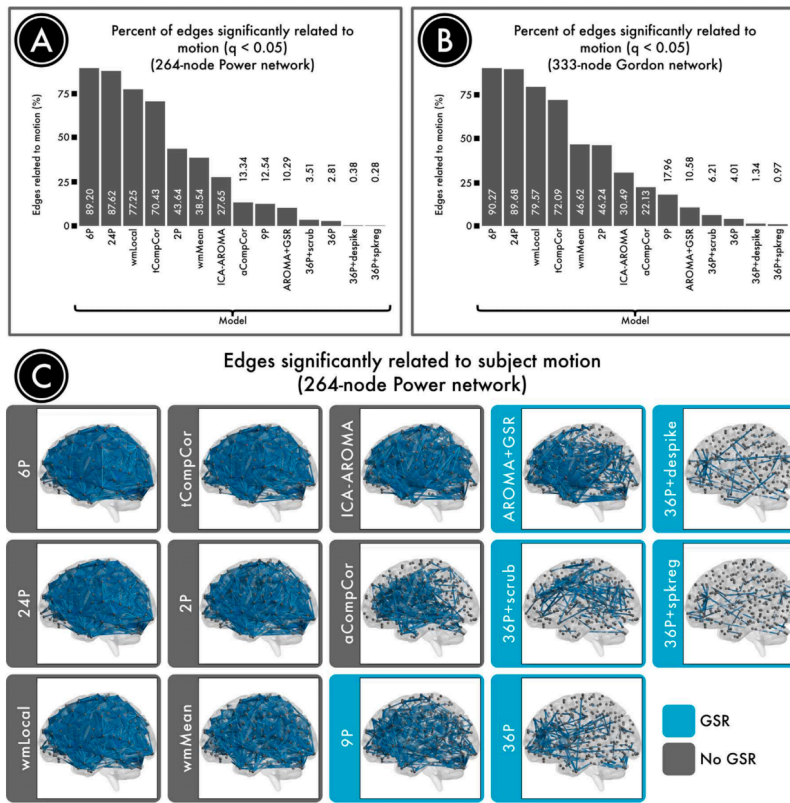 A
Percent of edges significantly related to
motion (q < 0.05)
(264-node Power network)
Edges related to motion (%)
75
50
25
0
89.20
87.62
77.25
70.43
43.64
38.54
27.65
13.34
12.54
10.29
3.51
2.81
0.38
0.28
6P
24P
wmLocal
tCompCor
2P
wmMean
ICA-AROMA
aCompCor
9P
AROMA+GSR
36P+scrub
36P
36P+despike
36P+spkreg
Model
B
Percent of edges significantly related to
motion (q < 0.05)
(333-node Gordon network)
Edges related to motion (%)
75
50
25
0
90.27
89.68
79.57
72.09
46.62
46.24
30.49
22.13
17.96
10.58
6.21
4.01
1.34
0.97
6P
24P
wmLocal
tCompCor
wmMean
2P
ICA-AROMA
aCompCor
9P
AROMA+GSR
36P+scrub
36P
36P+despike
36P+spkreg
Model
C
Edges significantly related to subject motion
(264-node Power network)
6P
tCompCor
ICA-AROMA
AROMA+GSR
36P+despike
24P
2P
aCompCor
36P+scrub
36P+spkreg
wmLocal
wmMean
9P
36P
GSR
No GSR